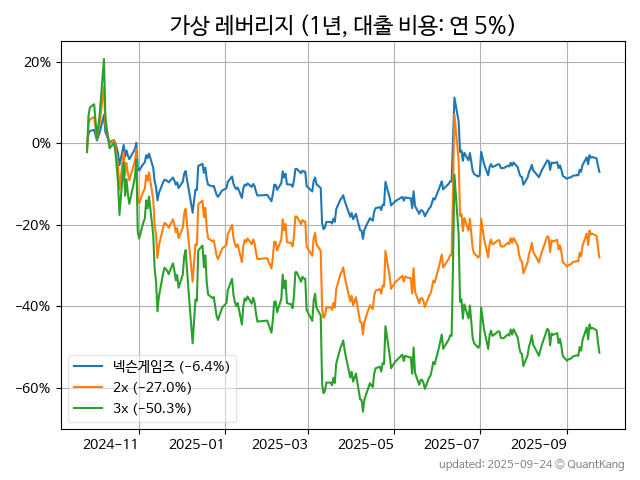 가상 레버리지 (1년, 대출 비용: 연 5%)
20%
0%
−20%
−40%
−60%
넥슨게임즈 (−6.4%)
2x (−27.0%)
3x (−50.3%)
2024-11
2025-01
2025-03
2025-05
2025-07
2025-09
updated: 2025-09-24 © QuantKang